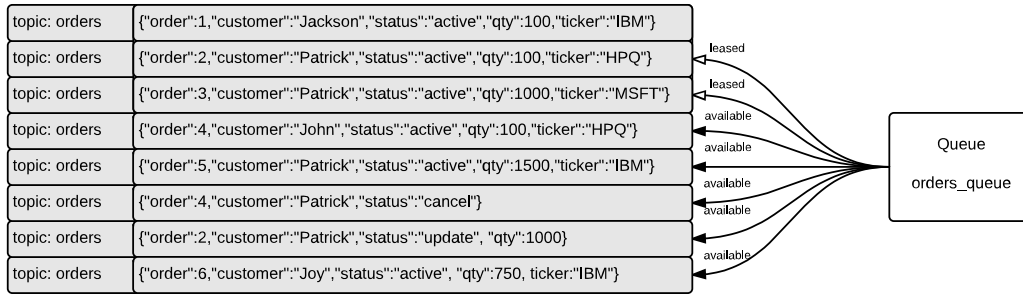 topic: orders {"order":1,"customer":"Jackson","status":"active","qty":100,"ticker":"IBM"}
topic: orders {"order":2,"customer":"Patrick","status":"active","qty":100,"ticker":"HPQ"}
topic: orders {"order":3,"customer":"Patrick","status":"active","qty":1000,"ticker":"MSFT"}
topic: orders {"order":4,"customer":"John","status":"active","qty":100,"ticker":"HPQ"}
topic: orders {"order":5,"customer":"Patrick","status":"active","qty":1500,"ticker":"IBM"}
topic: orders {"order":4,"customer":"Patrick","status":"cancel"}
topic: orders {"order":2,"customer":"Patrick","status":"update", "qty":1000}
topic: orders {"order":6,"customer":"Joy","status":"active", "qty":750, ticker:"IBM"}
leased
leased
available
available
available
available
available
Queue
orders_queue